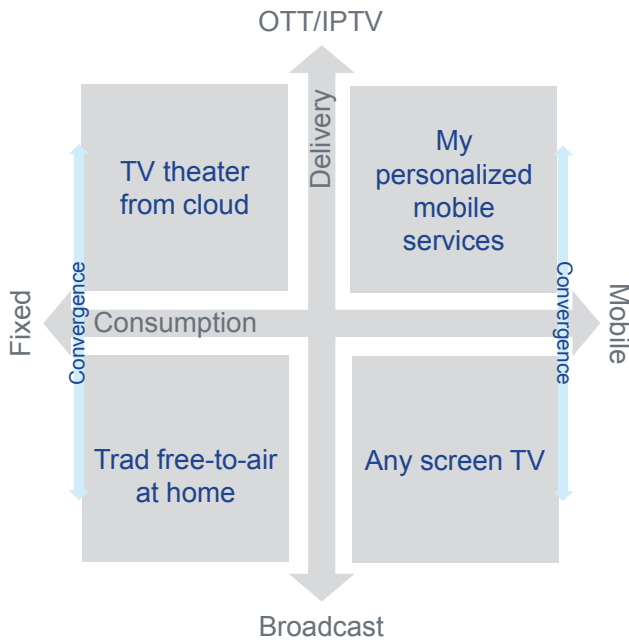 OTT/IPTV
Delivery
TV theater
from cloud
My
personalized
mobile
services
Convergence
Convergence
Fixed
Consumption
Mobile
Trad free-to-air
at home
Any screen TV
Broadcast